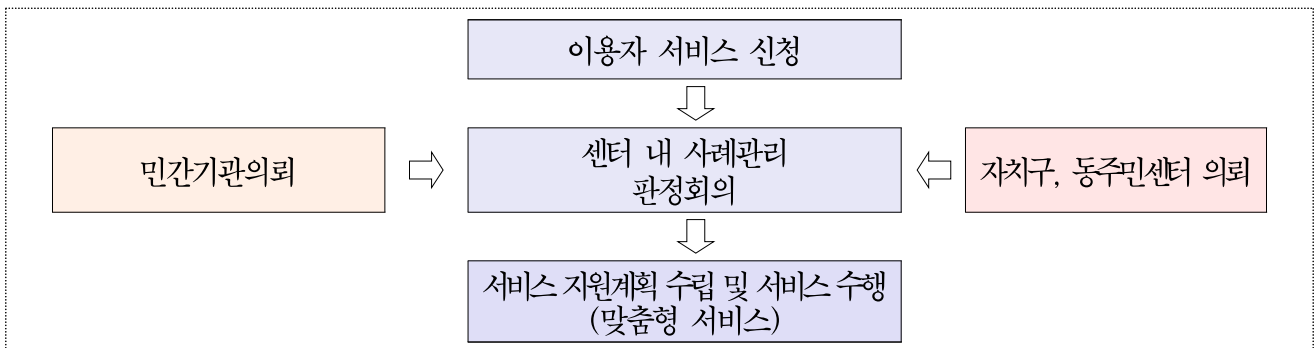 이용자 서비스 신청
민간기관의뢰
센터 내 사례관리
판정회의
자치구, 동주민센터 의뢰
서비스 지원계획 수립 및 서비스 수행
(맞춤형 서비스)